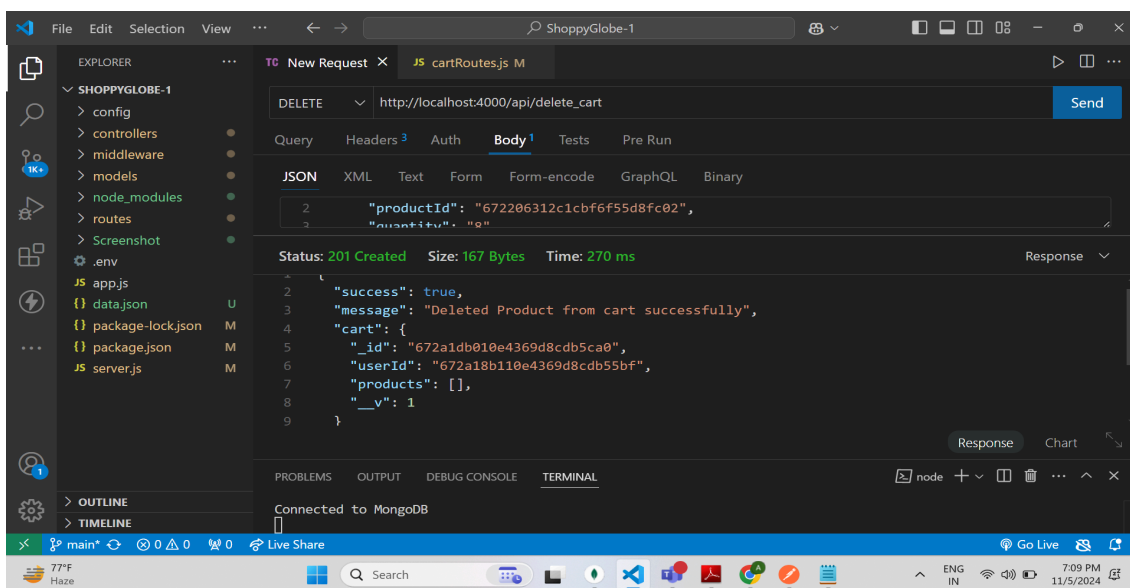 File Edit Selection View ... ShoppyGlobe-1
EXPLORER ...
TC New Request JS cartRoutes.js M
SHOPPYGLOBE-1
config
controllers
middleware
models
node_modules
routes
Screenshot
.env
JS app.js
{} data.json U
{} package-lock.json M
{} package.json M
JS server.js M
OUTLINE
TIMELINE
1K+
1
DELETE http://localhost:4000/api/delete_cart Send
Query Headers 3 Auth Body 1 Tests Pre Run
JSON XML Text Form Form-encode GraphQL Binary
2 "productId": "672206312c1cbf6f55d8fc02",
3 "quantity": "8"
Status: 201 Created Size: 167 Bytes Time: 270 ms Response
1 {
2 "success": true,
3 "message": "Deleted Product from cart successfully",
4 "cart": {
5 "_id": "672a1db010e4369d8cdb5ca0",
6 "userId": "672a18b110e4369d8cdb55bf",
7 "products": [],
8 "__v": 1
9 }
Response Chart
PROBLEMS OUTPUT DEBUG CONSOLE TERMINAL node
Connected to MongoDB
main* 0 0 0 Live Share Go Live
77°F
Haze
Search
ENG
IN
7:09 PM
11/5/2024